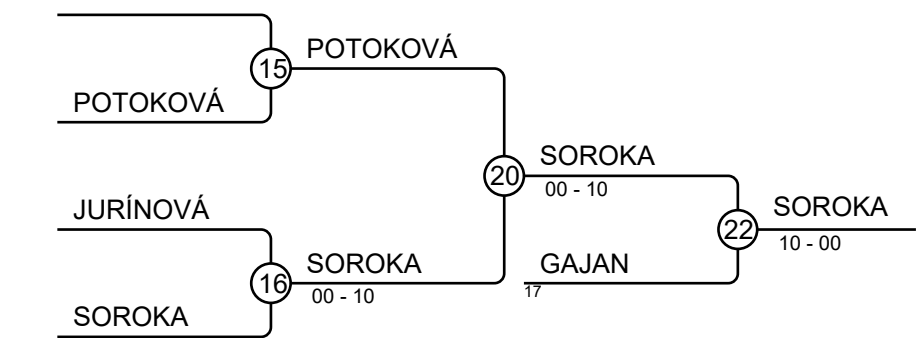 15
POTOKOVÁ
POTOKOVÁ
20
SOROKA
00 - 10
JURÍNOVÁ
22
SOROKA
10 - 00
16
SOROKA
00 - 10
GAJAN
17
SOROKA